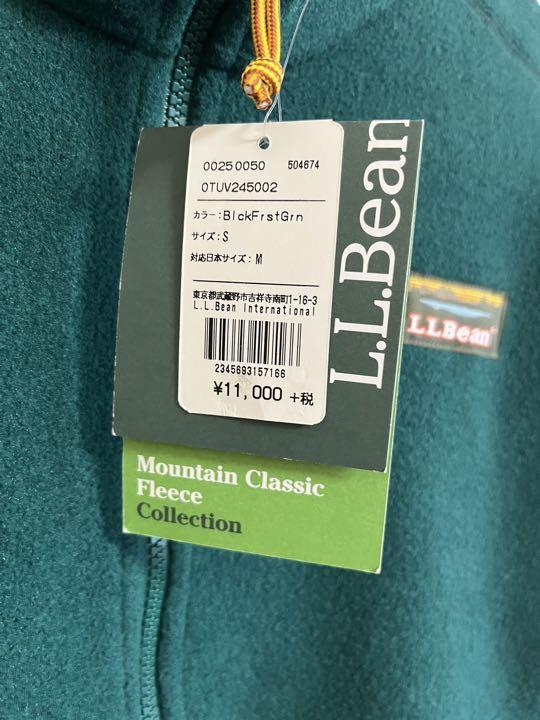 00250050 504674
0TUV245002
カラー:BlckFrstGrn
サイズ:S
対応日本サイズ:M
東京都武蔵野市吉祥寺南町1-16-3
L.L.Bean International
2345693157166
¥11,000 +税
L.L.Bean
L.L.Bean
Mountain Classic
Fleece
Collection